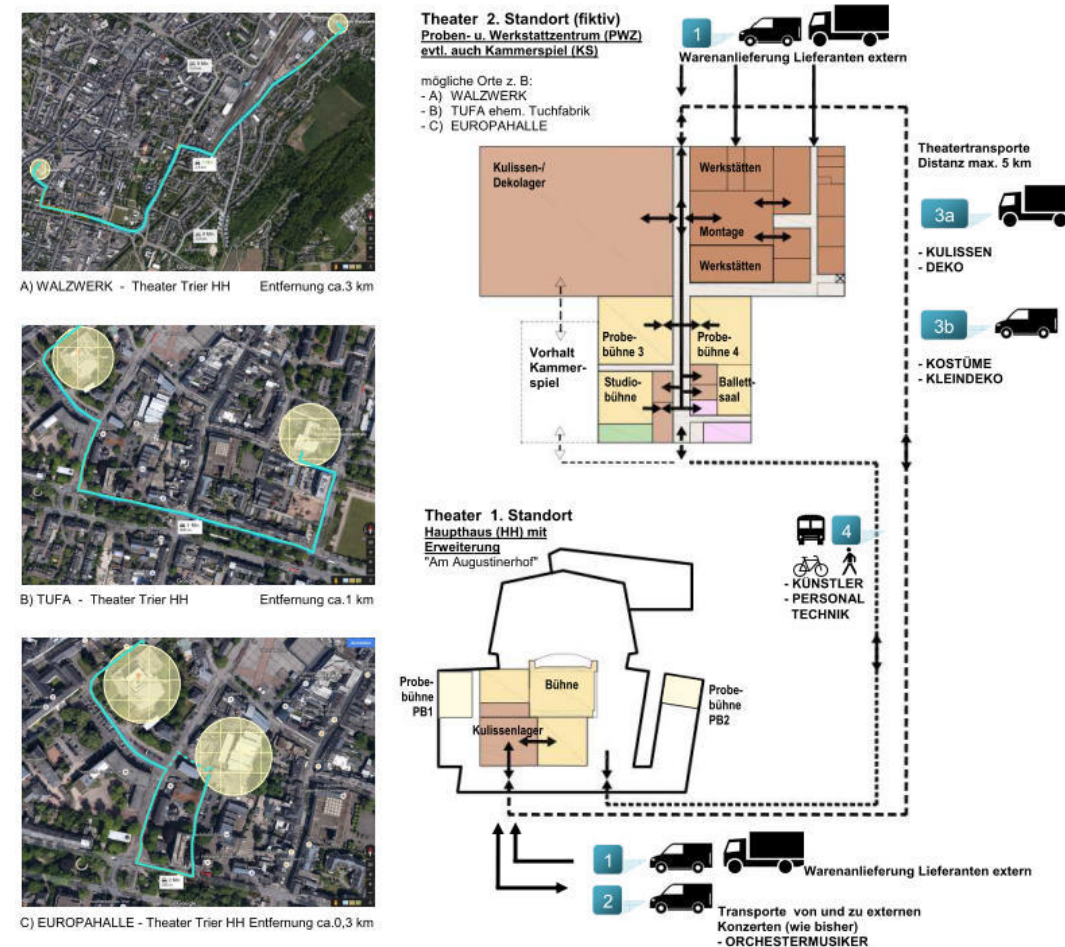 A) WALZWERK - Theater Trier HH Entfernung ca.3 km
B) TUFA - Theater Trier HH Entfernung ca.1 km
C) EUROPAHALLE - Theater Trier HH Entfernung ca.0,3 km
Theater 2. Standort (fiktiv)
Proben- u. Werkstattzentrum (PWZ)
evtl. auch Kammerspiel (KS)
mögliche Orte z. B:
- A) WALZWERK
- B) TUFA ehem. Tuchfabrik
- C) EUROPAHALLE
1
Warenanlieferung Lieferanten extern
Kulissen-/
Dekolager
Werkstätten
Montage
Werkstätten
Probe-
bühne 3
Probe-
bühne 4
Vorhalt
Kammer-
spiel
Studio-
bühne
Ballett-
saal
Theatertransporte
Distanz max. 5 km
3a
- KULISSEN
- DEKO
3b
- KOSTÜME
- KLEINDEKO
Theater 1. Standort
Haupthaus (HH) mit
Erweiterung
"Am Augustinerhof"
4
- KÜNSTLER
- PERSONAL
TECHNIK
Probe-
bühne
PB1
Bühne
Kulissenlager
Probe-
bühne
PB2
1
Warenanlieferung Lieferanten extern
2
Transporte von und zu externen
Konzerten (wie bisher)
- ORCHESTERMUSIKER